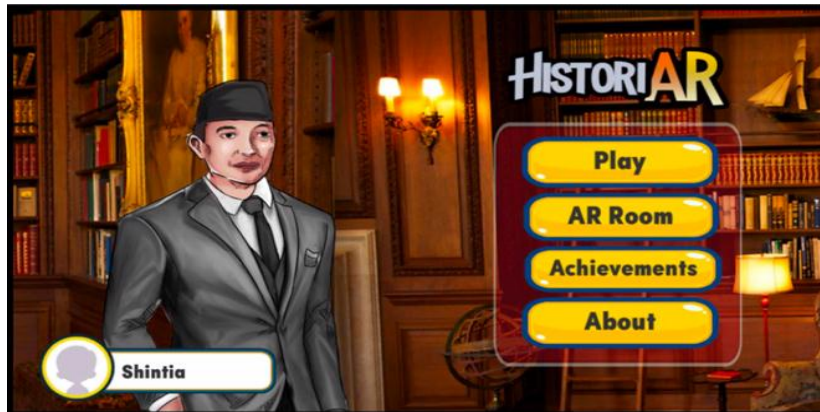 HISTORIAR
Play
AR Room
Achievements
About
Shintia